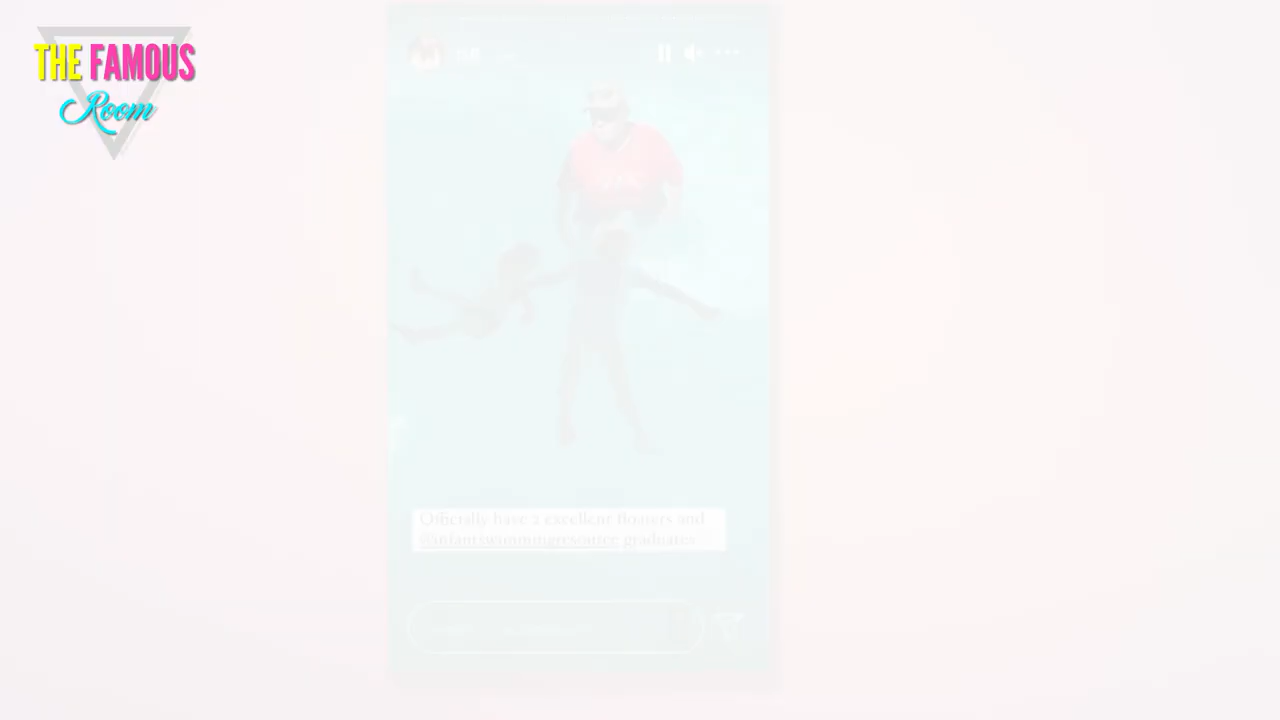 THE FAMOUS
Room
Officially have 2 excellent floaters and
@infantswimmingresource graduates